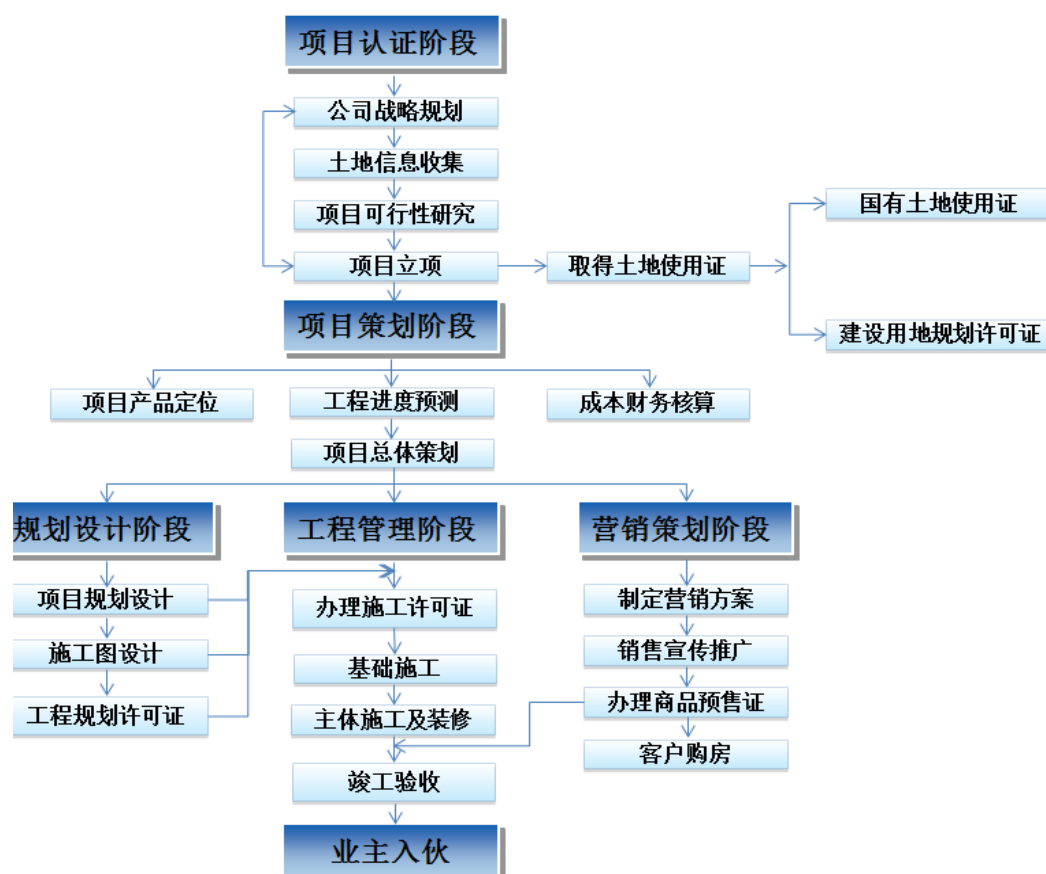 项目认证阶段
公司战略规划
土地信息收集
项目可行性研究
项目立项
取得土地使用证
国有土地使用证
建设用地规划许可证
项目策划阶段
项目产品定位
工程进度预测
成本财务核算
项目总体策划
规划设计阶段
工程管理阶段
营销策划阶段
项目规划设计
施工图设计
工程规划许可证
办理施工许可证
基础施工
主体施工及装修
竣工验收
制定营销方案
销售宣传推广
办理商品预售证
客户购房
业主入伙